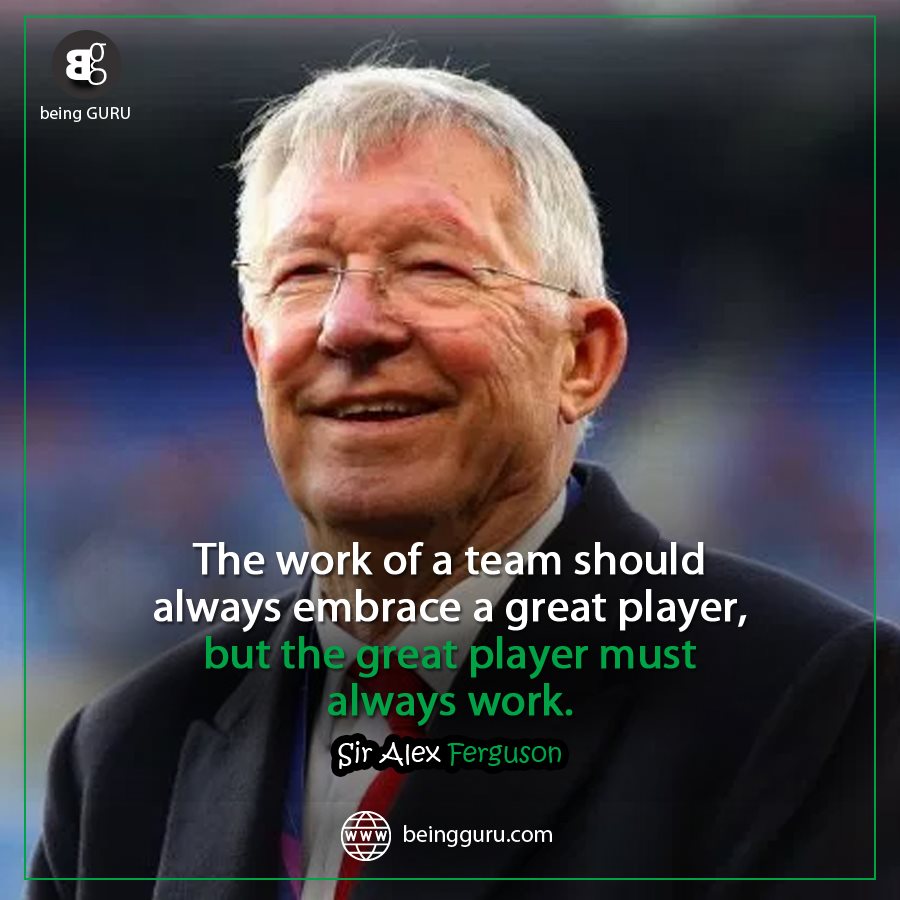 Bg
being GURU
The work of a team should
always embrace a great player,
but the great player must
always work.
Sir Alex Ferguson
www beingguru.com